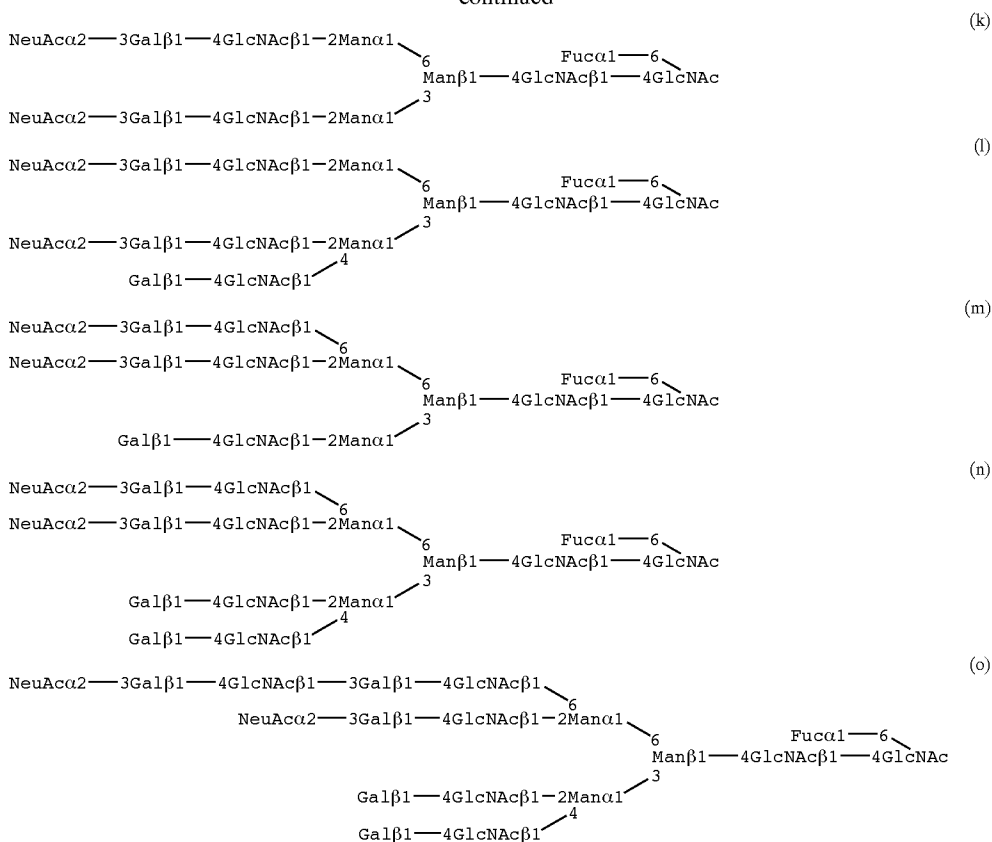 continued
(k)
NeuAcα2—3Galβ1—4GlcNAcβ1—2Manα1
6
Fucα1—6
Manβ1—4GlcNAcβ1—4GlcNAc
3
NeuAcα2—3Galβ1—4GlcNAcβ1—2Manα1
(l)
NeuAcα2—3Galβ1—4GlcNAcβ1—2Manα1
6
Fucα1—6
Manβ1—4GlcNAcβ1—4GlcNAc
3
NeuAcα2—3Galβ1—4GlcNAcβ1—2Manα1
4
Galβ1—4GlcNAcβ1
(m)
NeuAcα2—3Galβ1—4GlcNAcβ1
6
NeuAcα2—3Galβ1—4GlcNAcβ1—2Manα1
6
Fucα1—6
Manβ1—4GlcNAcβ1—4GlcNAc
3
Galβ1—4GlcNAcβ1—2Manα1
(n)
NeuAcα2—3Galβ1—4GlcNAcβ1
6
NeuAcα2—3Galβ1—4GlcNAcβ1—2Manα1
6
Fucα1—6
Manβ1—4GlcNAcβ1—4GlcNAc
3
Galβ1—4GlcNAcβ1—2Manα1
4
Galβ1—4GlcNAcβ1
(o)
NeuAcα2—3Galβ1—4GlcNAcβ1—3Galβ1—4GlcNAcβ1
6
NeuAcα2—3Galβ1—4GlcNAcβ1—2Manα1
6
Fucα1—6
Manβ1—4GlcNAcβ1—4GlcNAc
3
Galβ1—4GlcNAcβ1—2Manα1
4
Galβ1—4GlcNAcβ1